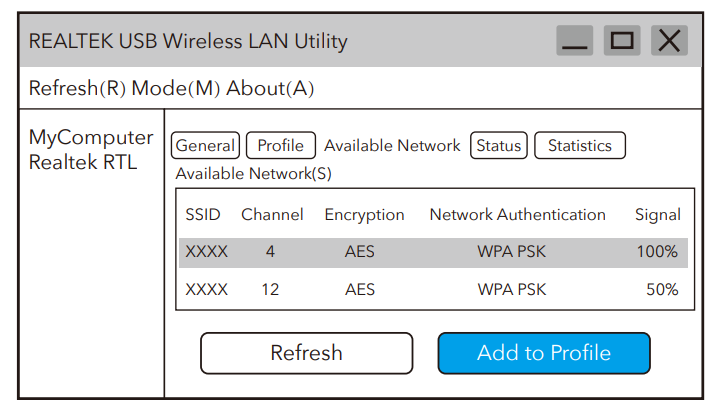 REALTEK USB Wireless LAN Utility
Refresh(R) Mode(M) About(A)
MyComputer
Realtek RTL
General Profile Available Network Status Statistics
Available Network(S)
SSID Channel Encryption Network Authentication Signal
XXXX 4 AES WPA PSK 100%
XXXX 12 AES WPA PSK 50%
Refresh Add to Profile